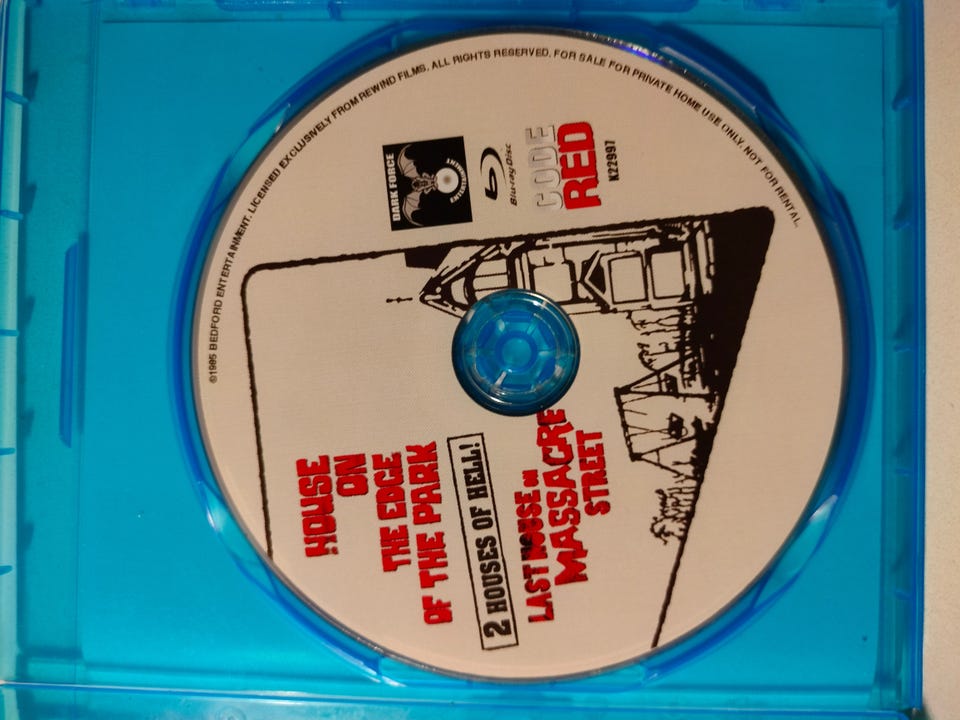 ©1985 BEDFORD ENTERTAINMENT. LICENSED EXCLUSIVELY FROM REWIND FILMS. ALL RIGHTS RESERVED. FOR SALE FOR PRIVATE HOME USE ONLY. NOT FOR RENTAL.
DARK FORCE
ENTERTAINMENT
Blu-ray Disc
CODE
RED
N22997
HOUSE
ON
THE EDGE
OF THE PARK
2 HOUSES OF HELL!
LAST HOUSE ON
MASSACRE
STREET